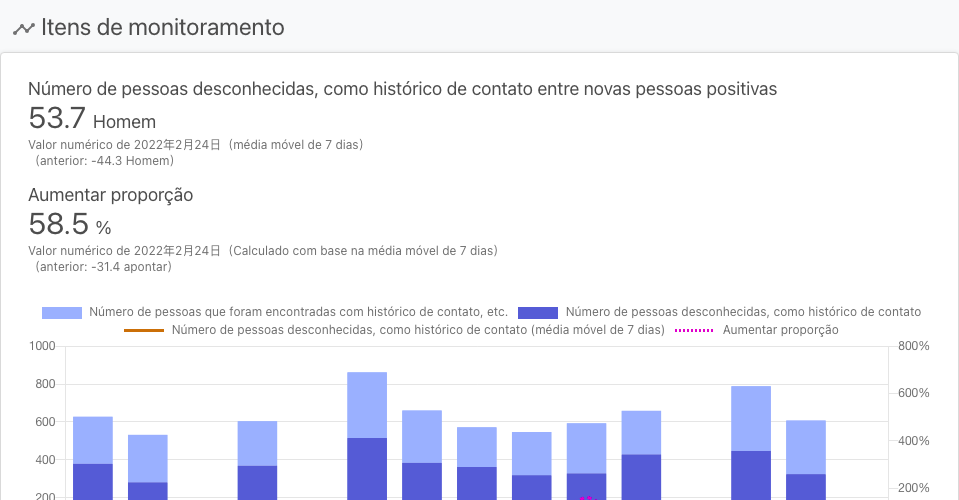 Itens de monitoramento
Número de pessoas desconhecidas, como histórico de contato entre novas pessoas positivas
53.7 Homem
Valor numérico de 2022年2月24日（média móvel de 7 dias）
（anterior: -44.3 Homem）
Aumentar proporção
58.5 %
Valor numérico de 2022年2月24日（Calculado com base na média móvel de 7 dias）
（anterior: -31.4 apontar）
Número de pessoas que foram encontradas com histórico de contato, etc. Número de pessoas desconhecidas, como histórico de contato
Número de pessoas desconhecidas, como histórico de contato (média móvel de 7 dias) Aumentar proporção
1000 800%
800
600%
600
400%
400
200%
200